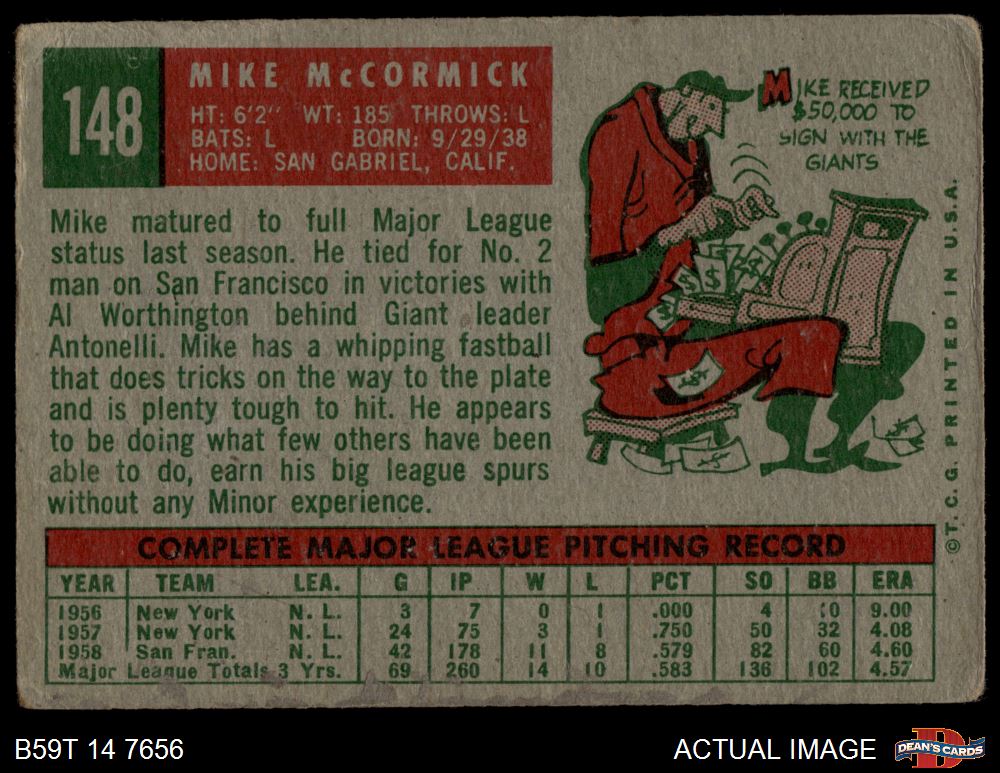 148
MIKE McCORMICK
HT: 6'2" WT: 185 THROWS: L
BATS: L BORN: 9/29/38
HOME: SAN GABRIEL, CALIF.
MIKE RECEIVED
$50,000 TO
SIGN WITH THE
GIANTS
Mike matured to full Major League
status last season. He tied for No. 2
man on San Francisco in victories with
Al Worthington behind Giant leader
Antonelli. Mike has a whipping fastball
that does tricks on the way to the plate
and is plenty tough to hit. He appears
to be doing what few others have been
able to do, earn his big league spurs
without any Minor experience.
©T.C.G. PRINTED IN U.S.A.
COMPLETE MAJOR LEAGUE PITCHING RECORD
YEAR TEAM LEA. G IP W L PCT SO BB ERA
1956 New York N. L. 3 7 0 1 .000 4 10 9.00
1957 New York N. L. 24 75 3 1 .750 50 32 4.08
1958 San Fran. N. L. 42 178 11 8 .579 82 60 4.60
Major League Totals 3 Yrs. 69 260 14 10 .583 136 102 4.57
B59T 14 7656
ACTUAL IMAGE
DEAN'S CARDS